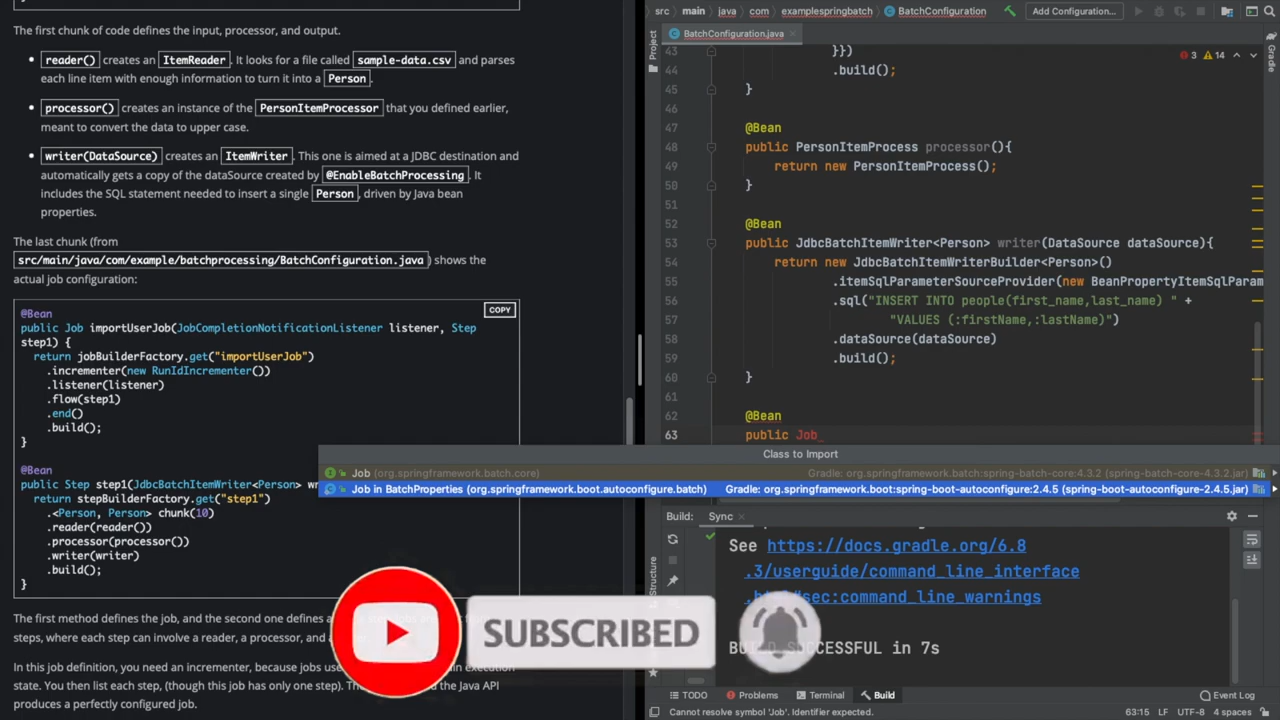 The first chunk of code defines the input, processor, and output.
reader() creates an ItemReader. It looks for a file called sample-data.csv and parses
each line item with enough information to turn it into a Person.
processor() creates an instance of the PersonItemProcessor that you defined earlier,
meant to convert the data to upper case.
writer(DataSource) creates an ItemWriter. This one is aimed at a JDBC destination and
automatically gets a copy of the dataSource created by @EnableBatchProcessing. It
includes the SQL statement needed to insert a single Person, driven by Java bean
properties.
The last chunk (from
src/main/java/com/example/batchprocessing/BatchConfiguration.java) shows the
actual job configuration:
COPY
@Bean
public Job importUserJob(JobCompletionNotificationListener listener, Step
step1) {
return jobBuilderFactory.get("importUserJob")
.incrementer(new RunIdIncrementer())
.listener(listener)
.flow(step1)
.end()
.build();
}
@Bean
public Step step1(JdbcBatchItemWriter<Person> wr
return stepBuilderFactory.get("step1")
.<Person, Person> chunk(10)
.reader(reader())
.processor(processor())
.writer(writer)
.build();
}
The first method defines the job, and the second one defines a
steps, where each step can involve a reader, a processor, and a
In this job definition, you need an incrementer, because jobs use execution
state. You then list each step, (though this job has only one step). Th the Java API
produces a perfectly configured job.
src main java com examplespringbatch BatchConfiguration Add Configuration...
BatchConfiguration.java
Project
Gradle
3 14
43 }})
44 .build();
45 }
46
47 @Bean
48 public PersonItemProcess processor(){
49 return new PersonItemProcess();
50 }
51
52 @Bean
53 public JdbcBatchItemWriter<Person> writer(DataSource dataSource){
54 return new JdbcBatchItemWriterBuilder<Person>()
55 .itemSqlParameterSourceProvider(new BeanPropertyItemSqlParam
56 .sql("INSERT INTO people(first_name,last_name) " +
57 "VALUES (:firstName,:lastName)")
58 .dataSource(dataSource)
59 .build();
60 }
61
62 @Bean
63 public Job
Class to Import
Job (org.springframework.batch.core) Gradle: org.springframework.batch:spring-batch-core:4.3.2 (spring-batch-core-4.3.2.jar)
Job in BatchProperties (org.springframework.boot.autoconfigure.batch) Gradle: org.springframework.boot:spring-boot-autoconfigure:2.4.5 (spring-boot-autoconfigure-2.4.5.jar)
Build: Sync
See https://docs.gradle.org/6.8
.3/userguide/command_line_interface
.html#sec:command_line_warnings
BUILD SUCCESSFUL in 7s
Structure
SUBSCRIBED
TODO Problems Terminal Build Event Log
Cannot resolve symbol 'Job'. Identifier expected. 63:15 LF UTF-8 4 spaces